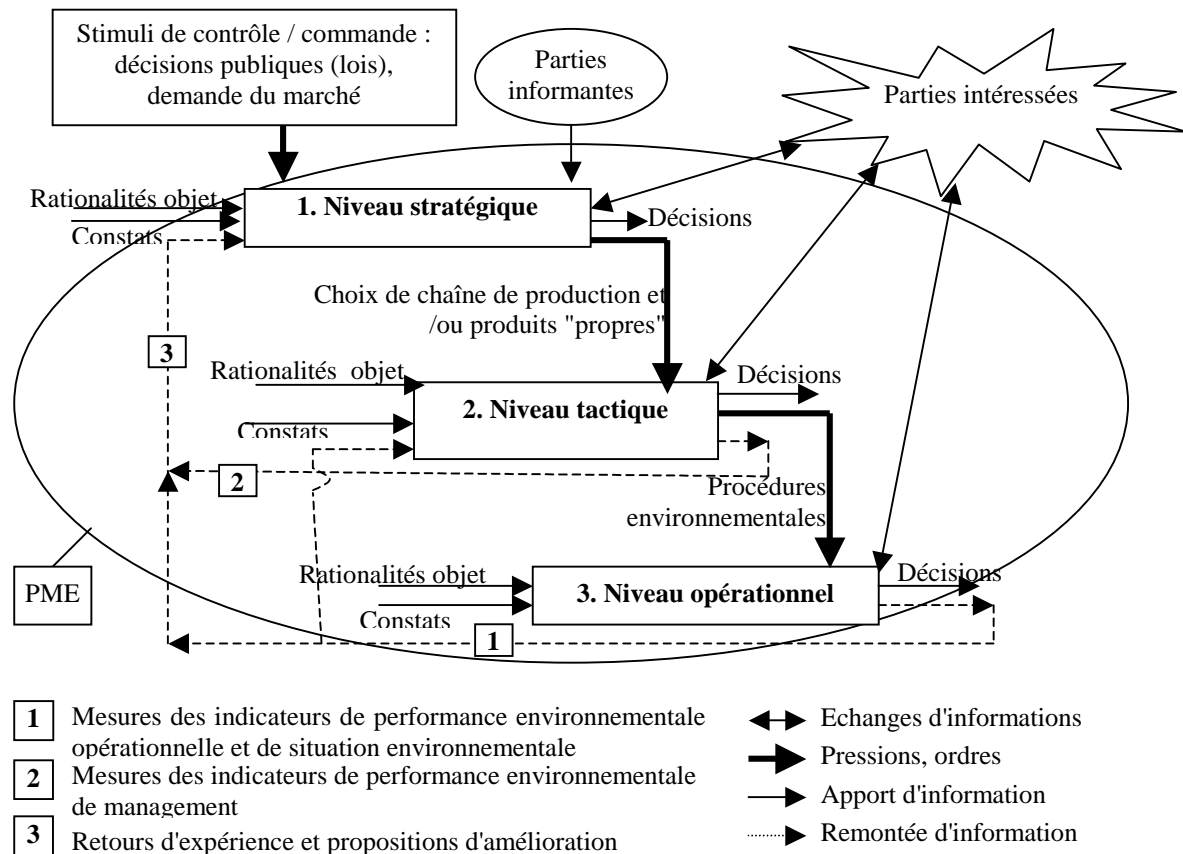 Stimuli de contrôle / commande :
décisions publiques (lois),
demande du marché
Parties
informantes
Parties intéressées
Rationalités objet
Constats
1. Niveau stratégique
Décisions
Choix de chaîne de production et
/ou produits "propres"
3
Rationalités objet
Constats
2. Niveau tactique
Décisions
2
Procédures
environnementales
PME
Rationalités objet
Constats
3. Niveau opérationnel
Décisions
1
1 Mesures des indicateurs de performance environnementale
opérationnelle et de situation environnementale
2 Mesures des indicateurs de performance environnementale
de management
3 Retours d'expérience et propositions d'amélioration
Echanges d'informations
Pressions, ordres
Apport d'information
Remontée d'information